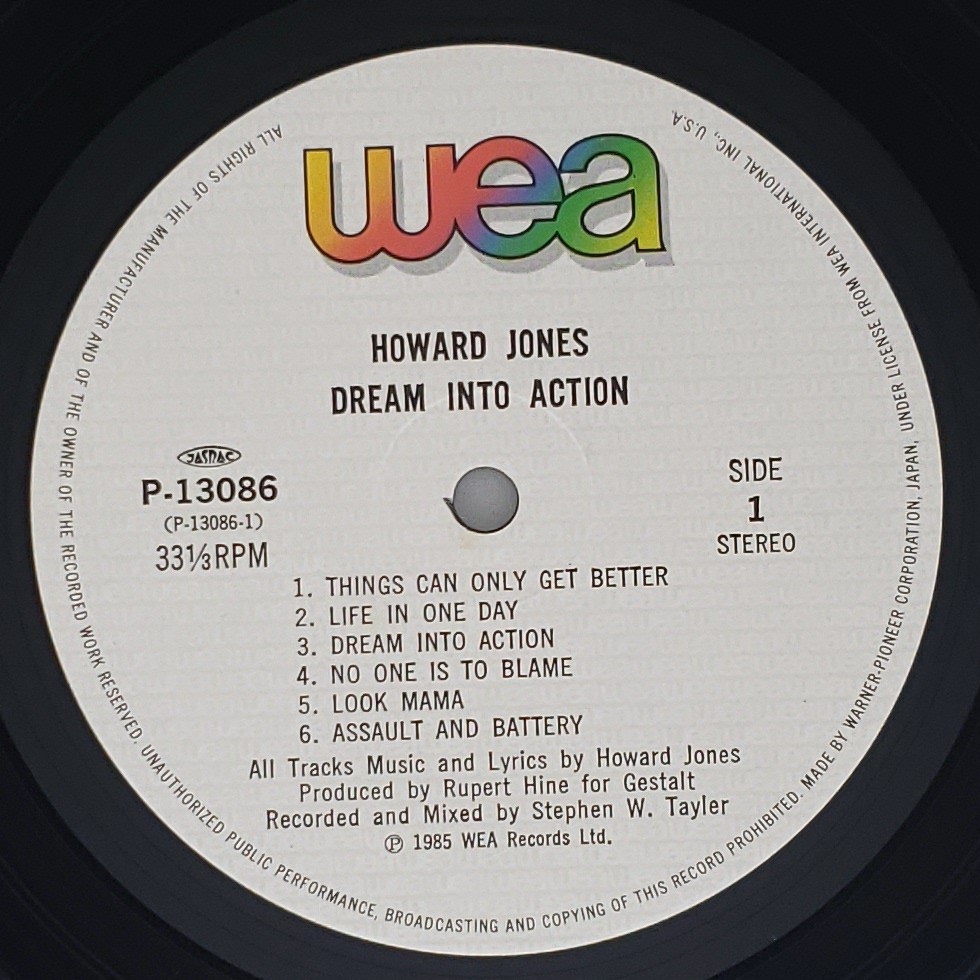 wea
HOWARD JONES
DREAM INTO ACTION
JASRAC
P-13086
(P-13086-1)
33⅓RPM
SIDE
1
STEREO
1. THINGS CAN ONLY GET BETTER
2. LIFE IN ONE DAY
3. DREAM INTO ACTION
4. NO ONE IS TO BLAME
5. LOOK MAMA
6. ASSAULT AND BATTERY
All Tracks Music and Lyrics by Howard Jones
Produced by Rupert Hine for Gestalt
Recorded and Mixed by Stephen W. Tayler
℗ 1985 WEA Records Ltd.
ALL RIGHTS OF THE MANUFACTURER AND OF THE OWNER OF THE RECORDED WORK RESERVED. UNAUTHORIZED PUBLIC PERFORMANCE, BROADCASTING AND COPYING OF THIS RECORD PROHIBITED. MADE BY WARNER-PIONEER CORPORATION, JAPAN, UNDER LICENSE FROM WEA INTERNATIONAL INC., U.S.A.